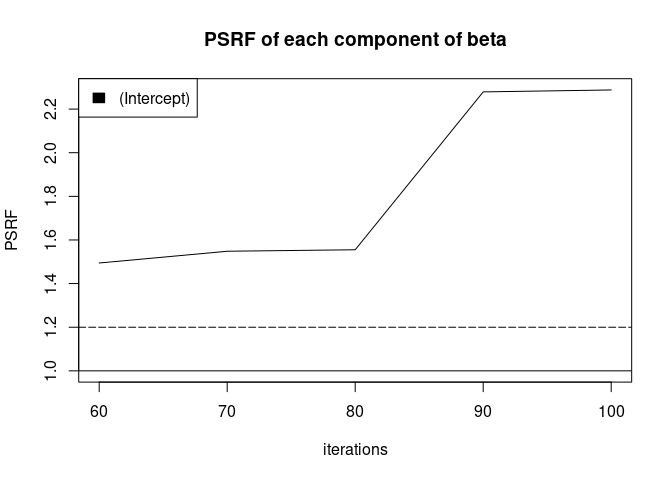 PSRF of each component of beta
(Intercept)
PSRF
2.2
2.0
1.8
1.6
1.4
1.2
1.0
60 70 80 90 100
iterations